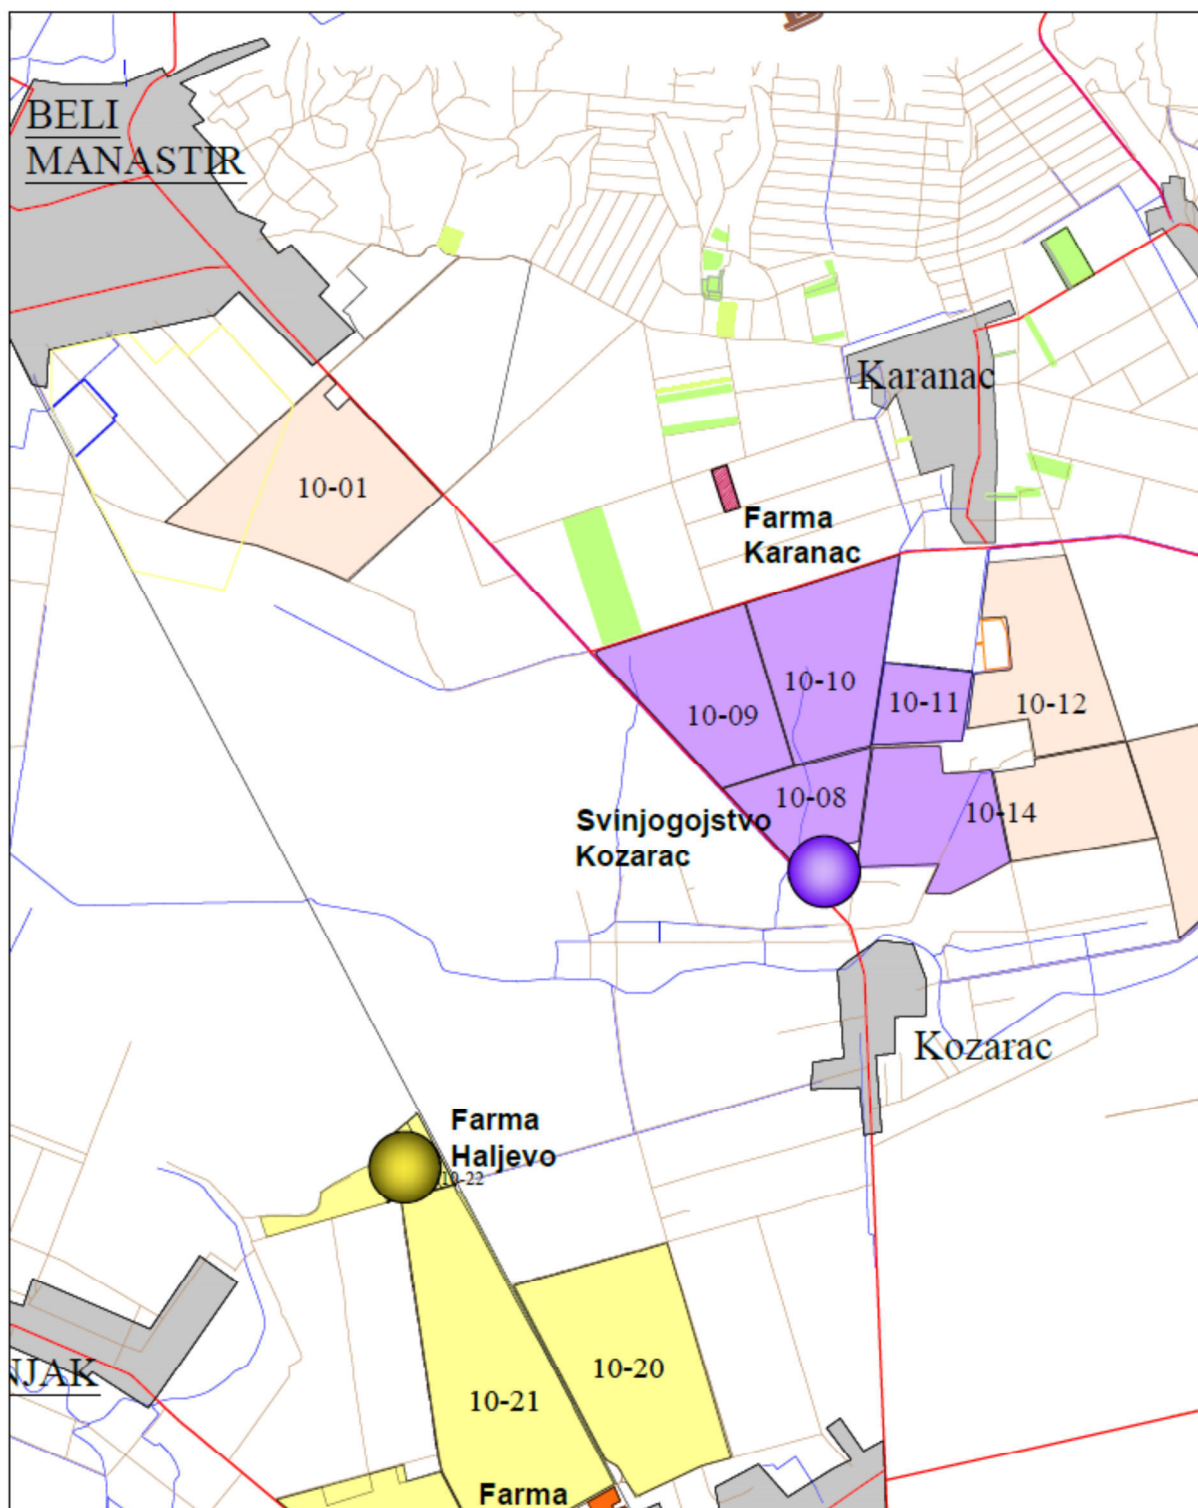 BELI
MANASTIR
Karanac
10-01
Farma
Karanac
10-10
10-09
10-11
10-12
10-08
10-14
Svinjogojstvo
Kozarac
Kozarac
Farma
Haljevo
10-22
NJAK
10-20
10-21
Farma